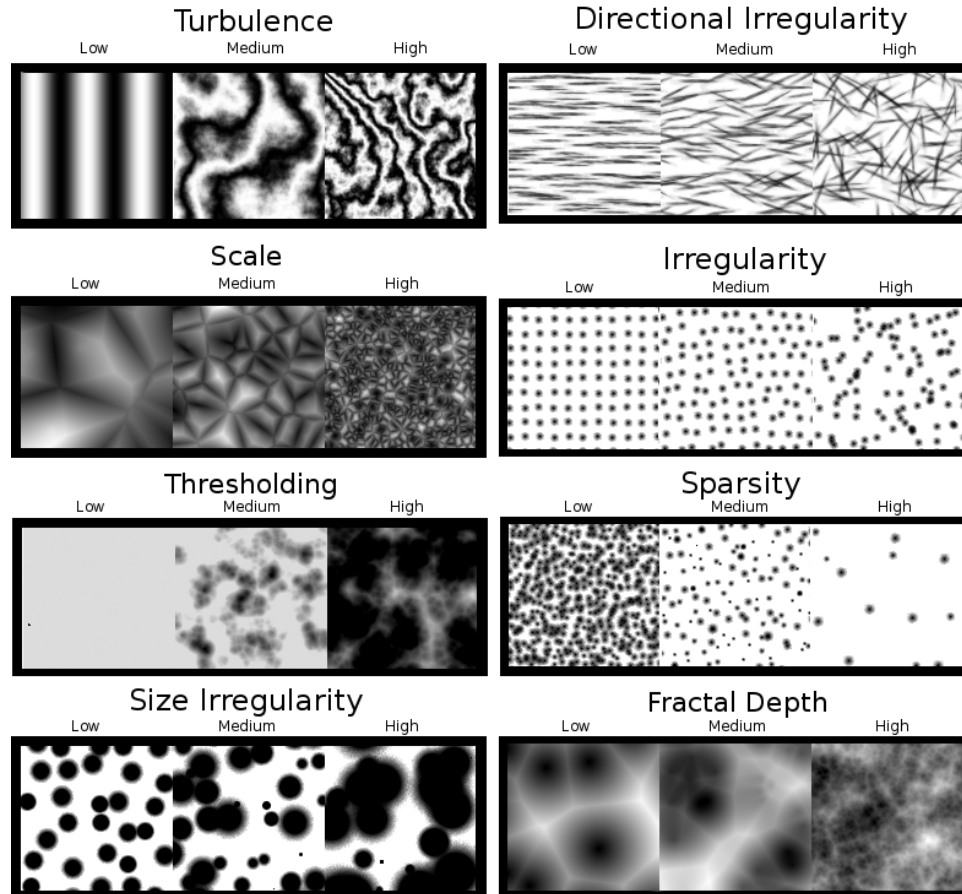 Turbulence
Low Medium High
Directional Irregularity
Low Medium High
Scale
Low Medium High
Irregularity
Low Medium High
Thresholding
Low Medium High
Sparsity
Low Medium High
Size Irregularity
Low Medium High
Fractal Depth
Low Medium High